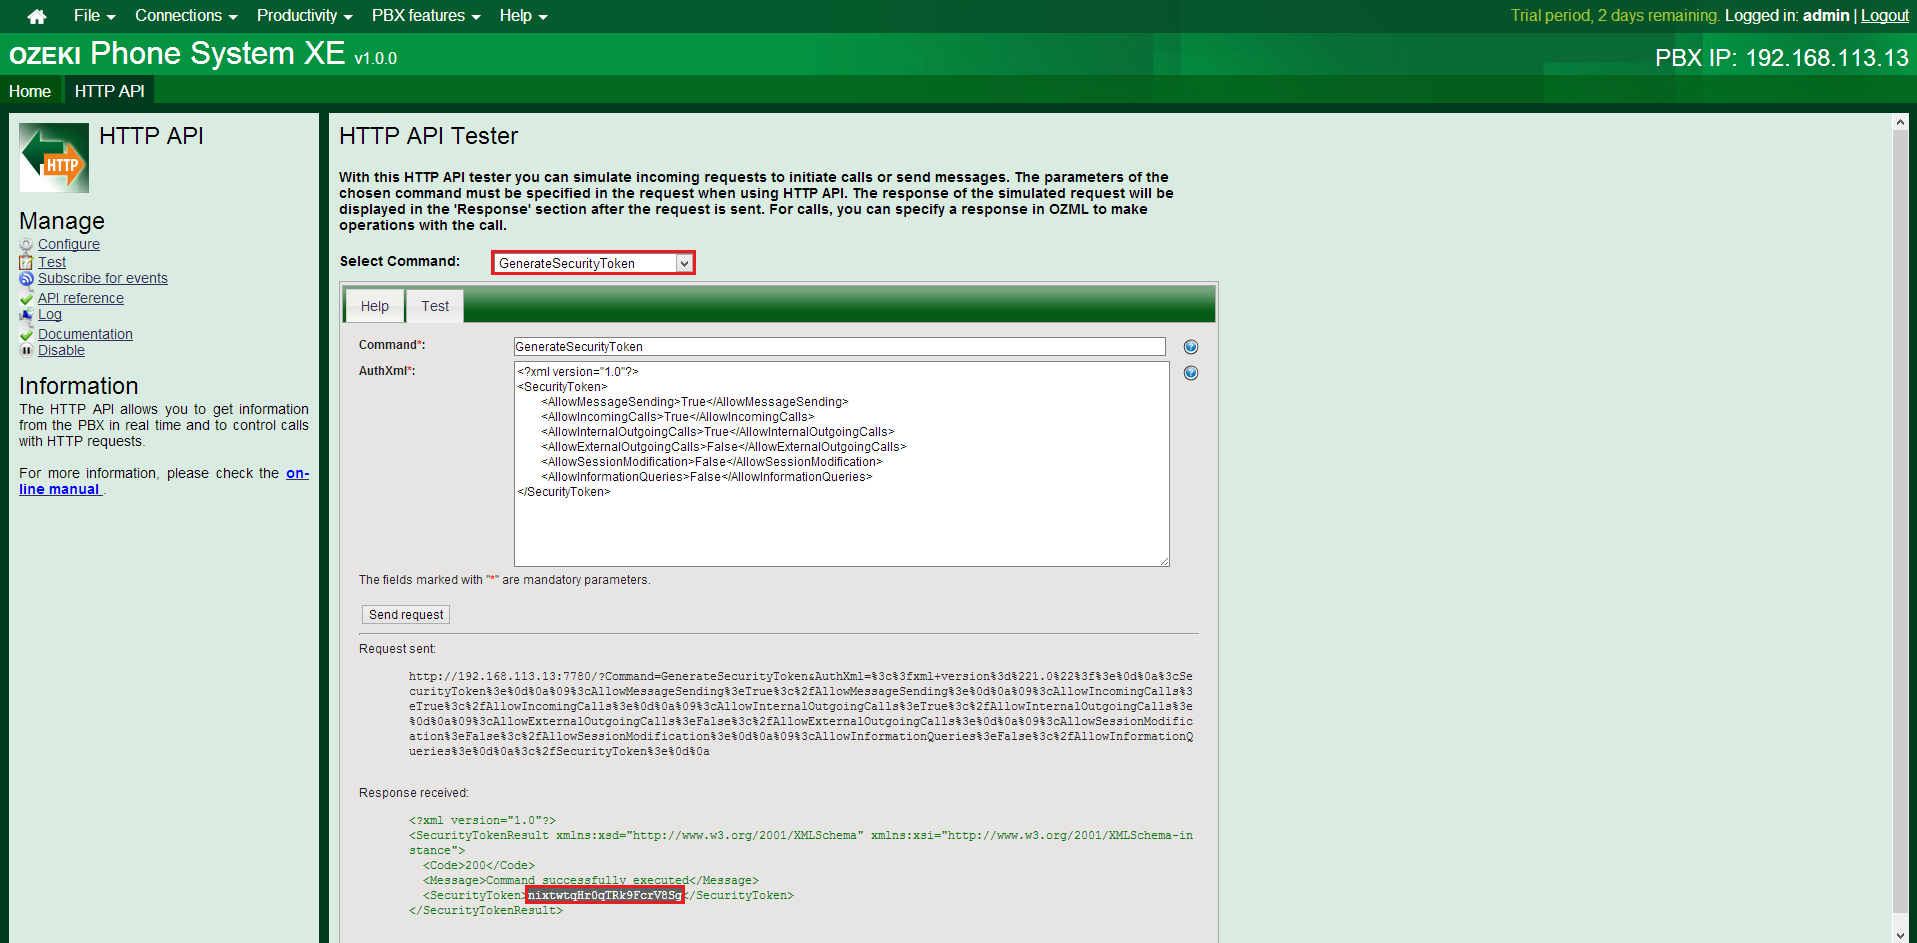 File Connections Productivity PBX features Help
Trial period, 2 days remaining. Logged in: admin | Logout
OZEKI Phone System XE v1.0.0
PBX IP: 192.168.113.13
Home HTTP API
HTTP API
HTTP
Manage
Configure
Test
Subscribe for events
API reference
Log
Documentation
Disable
Information
The HTTP API allows you to get information
from the PBX in real time and to control calls
with HTTP requests.
For more information, please check the on-
line manual .
HTTP API Tester
With this HTTP API tester you can simulate incoming requests to initiate calls or send messages. The parameters of the
chosen command must be specified in the request when using HTTP API. The response of the simulated request will be
displayed in the 'Response' section after the request is sent. For calls, you can specify a response in OZML to make
operations with the call.
Select Command: GenerateSecurityToken
Help Test
Command*: GenerateSecurityToken
AuthXml*:
<?xml version="1.0"?>
<SecurityToken>
<AllowMessageSending>True</AllowMessageSending>
<AllowIncomingCalls>True</AllowIncomingCalls>
<AllowInternalOutgoingCalls>True</AllowInternalOutgoingCalls>
<AllowExternalOutgoingCalls>False</AllowExternalOutgoingCalls>
<AllowSessionModification>False</AllowSessionModification>
<AllowInformationQueries>False</AllowInformationQueries>
</SecurityToken>
The fields marked with "*" are mandatory parameters.
Send request
Request sent:
http://192.168.113.13:7780/?Command=GenerateSecurityToken&AuthXml=%3c%3fxml+version%3d%221.0%22%3f%3e%0d%0a%3cSe
curityToken%3e%0d%0a%09%3cAllowMessageSending%3eTrue%3c%2fAllowMessageSending%3e%0d%0a%09%3cAllowIncomingCalls%3
eTrue%3c%2fAllowIncomingCalls%3e%0d%0a%09%3cAllowInternalOutgoingCalls%3eTrue%3c%2fAllowInternalOutgoingCalls%3e
%0d%0a%09%3cAllowExternalOutgoingCalls%3eFalse%3c%2fAllowExternalOutgoingCalls%3e%0d%0a%09%3cAllowSessionModific
ation%3eFalse%3c%2fAllowSessionModification%3e%0d%0a%09%3cAllowInformationQueries%3eFalse%3c%2fAllowInformationQ
ueries%3e%0d%0a%3c%2fSecurityToken%3e%0d%0a
Response received:
<?xml version="1.0"?>
<SecurityTokenResult xmlns:xsd="http://www.w3.org/2001/XMLSchema" xmlns:xsi="http://www.w3.org/2001/XMLSchema-in
stance">
<Code>200</Code>
<Message>Command successfully executed</Message>
<SecurityToken>nixtwtqHr0qTRk9FcrV8Sg</SecurityToken>
</SecurityTokenResult>